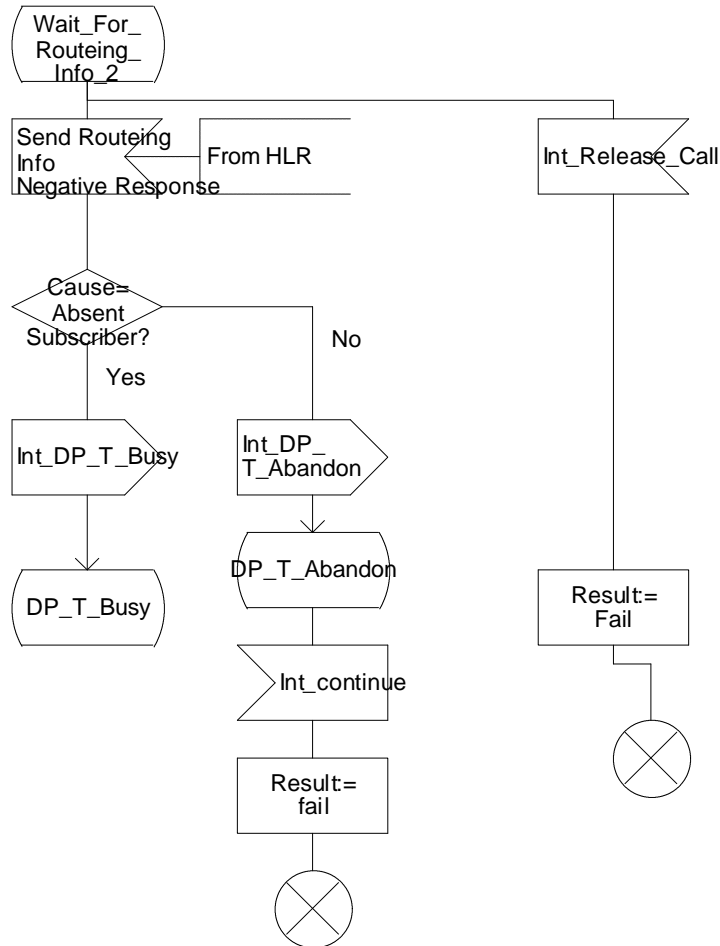 Wait_For_
Routeing_
Info_2
Send Routeing
Info
Negative Response
From HLR
Int_Release_Call
Cause=
Absent
Subscriber?
No
Yes
Int_DP_T_Busy
Int_DP_
T_Abandon
DP_T_Abandon
DP_T_Busy
Result:=
Fail
Int_continue
Result:=
fail